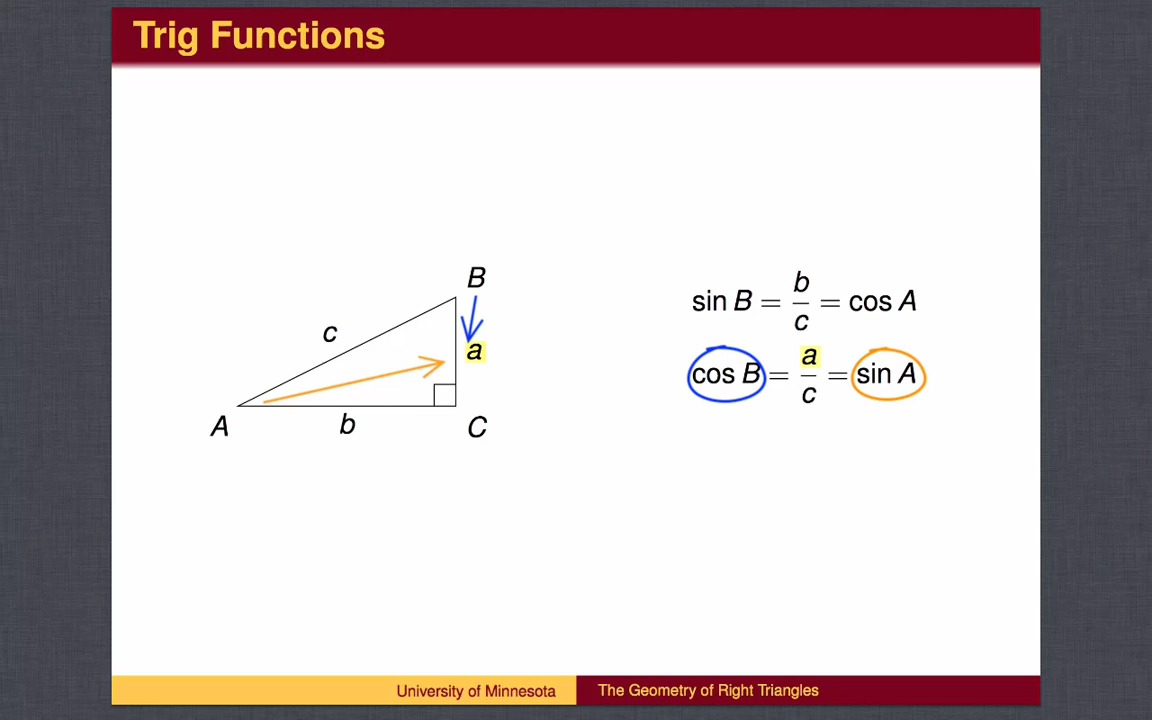 Trig Functions
B
c
a
A
b
C
sin B = b/c = cos A
cos B = a/c = sin A
University of Minnesota
The Geometry of Right Triangles